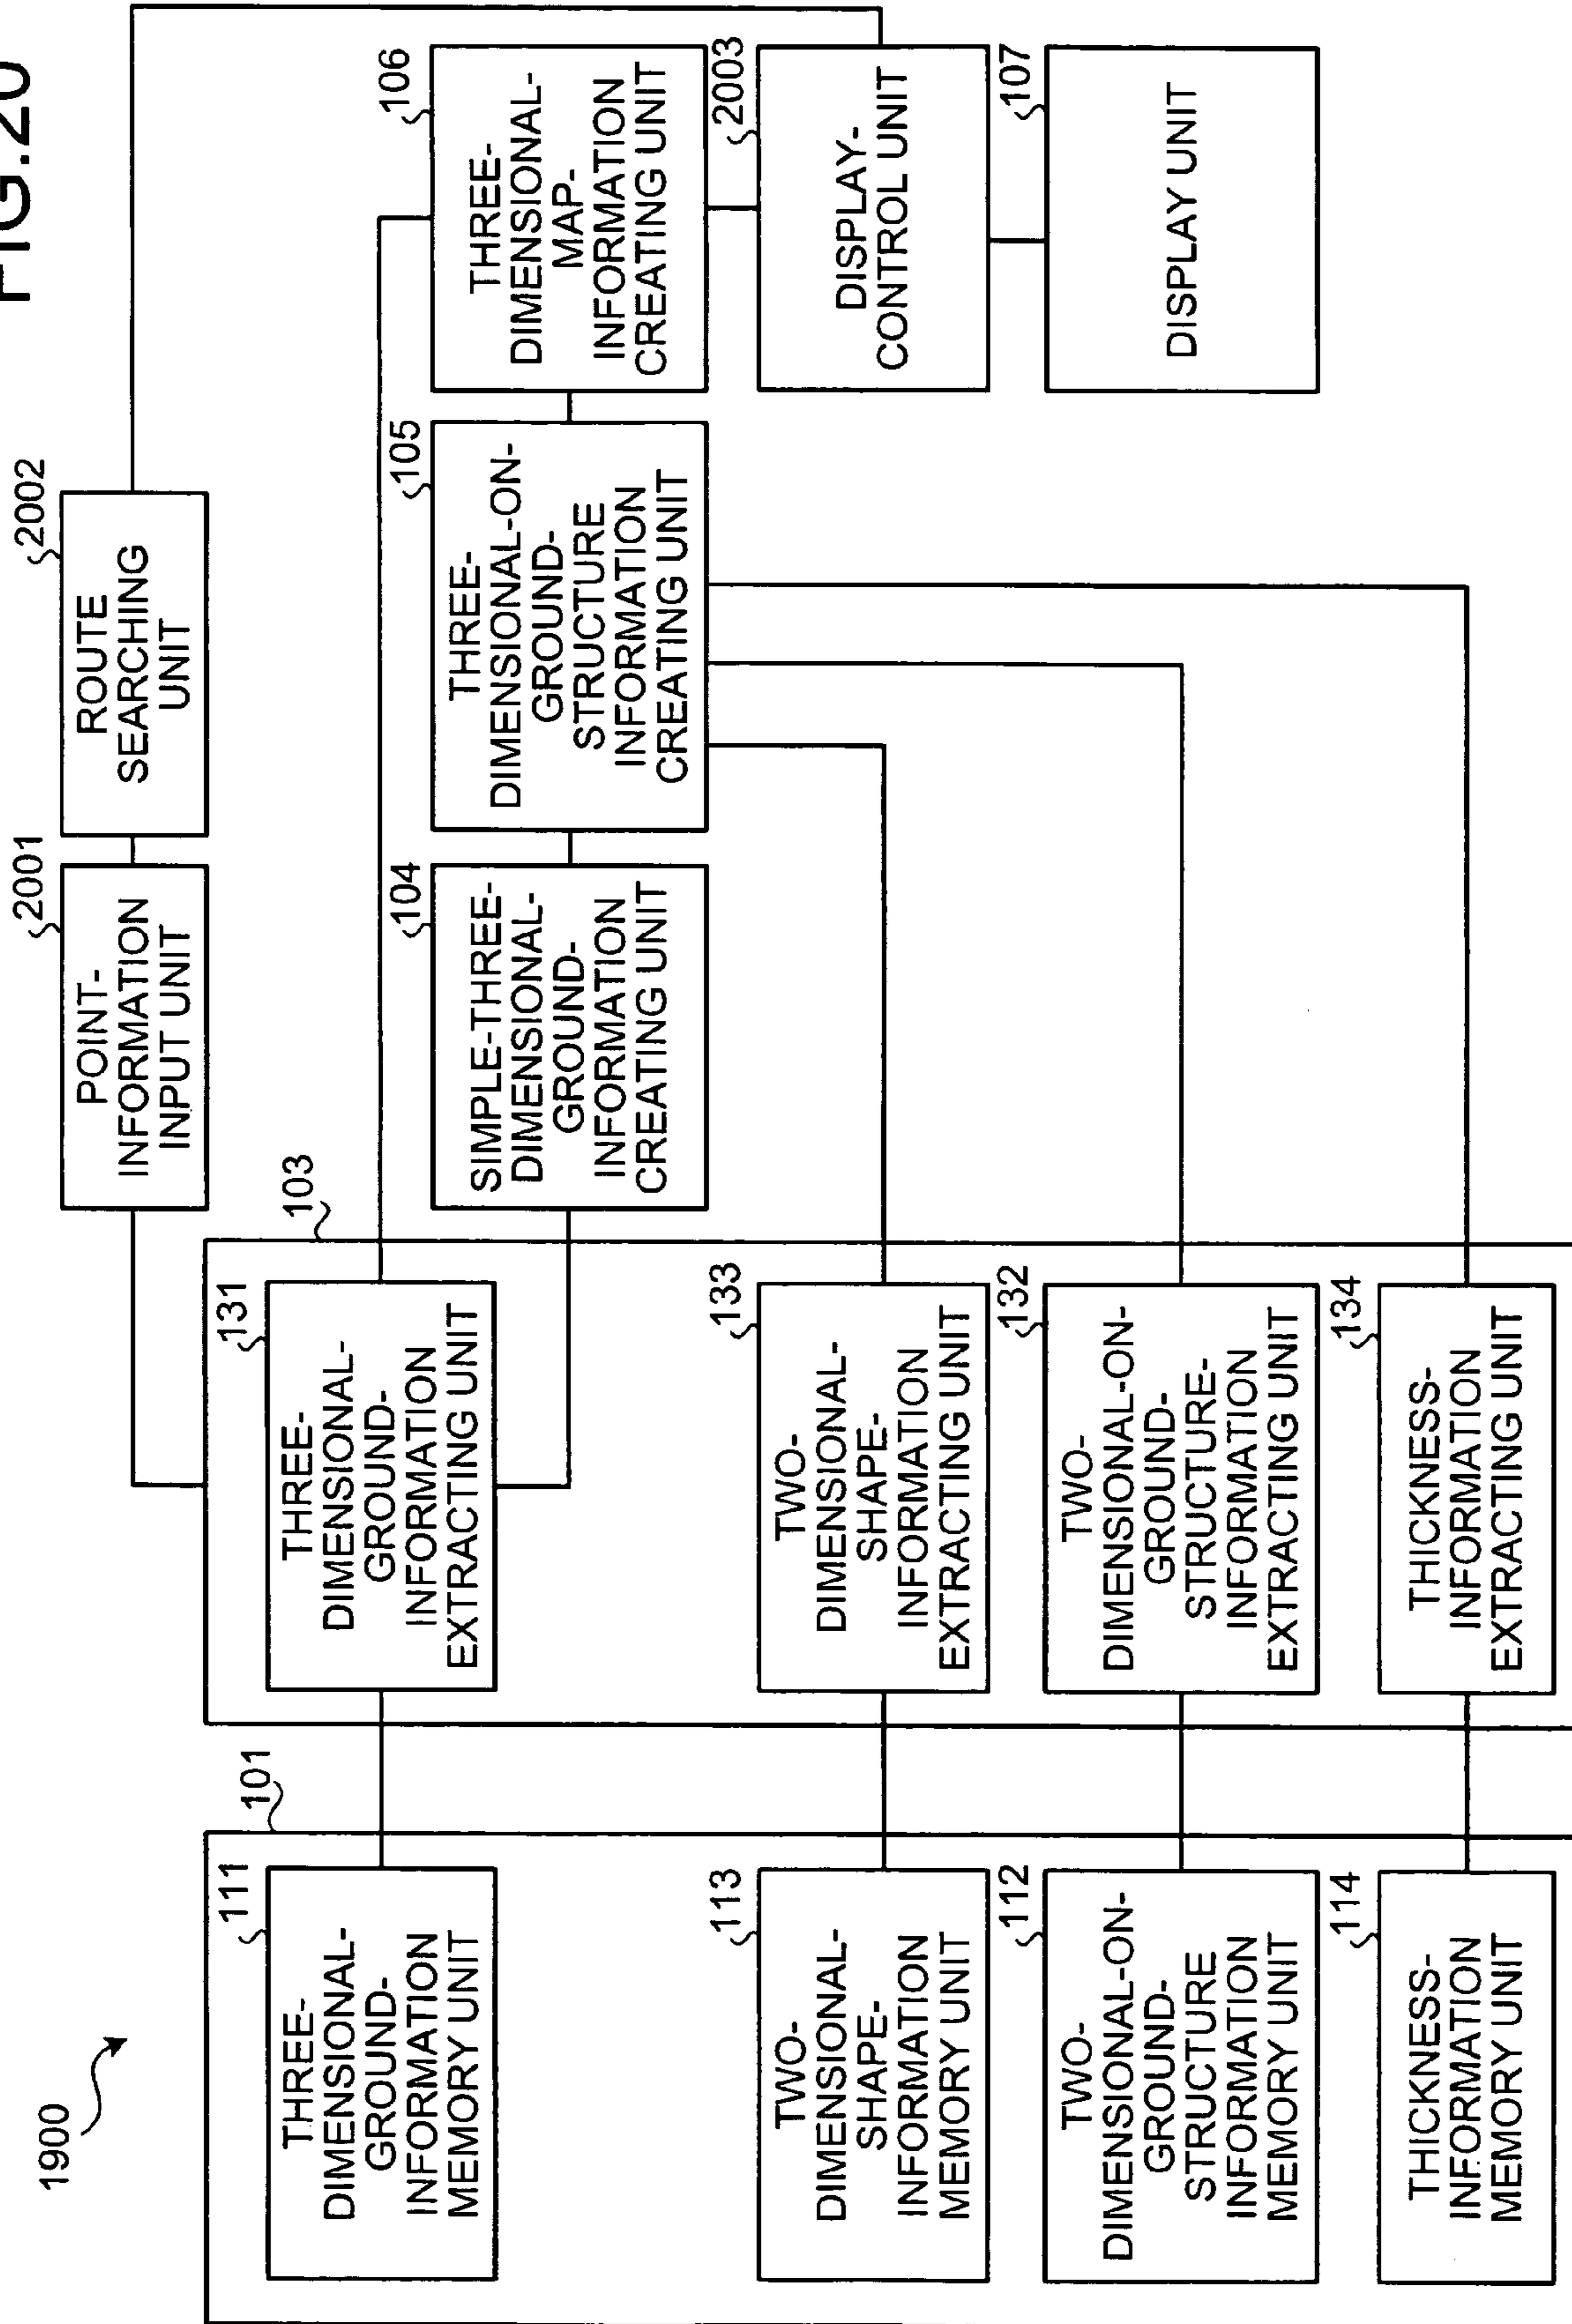 FIG.20
1900
2001
POINT-
INFORMATION
INPUT UNIT
2002
ROUTE
SEARCHING
UNIT
101
111
THREE-
DIMENSIONAL-
GROUND-
INFORMATION
MEMORY UNIT
103
131
THREE-
DIMENSIONAL-
GROUND-
INFORMATION
EXTRACTING UNIT
104
SIMPLE-THREE-
DIMENSIONAL-
GROUND-
INFORMATION
CREATING UNIT
105
THREE-
DIMENSIONAL-ON-
GROUND-
STRUCTURE
INFORMATION
CREATING UNIT
106
THREE-
DIMENSIONAL-
MAP-
INFORMATION
CREATING UNIT
113
TWO-
DIMENSIONAL-
SHAPE-
INFORMATION
MEMORY UNIT
133
TWO-
DIMENSIONAL-
SHAPE-
INFORMATION
EXTRACTING UNIT
2003
DISPLAY-
CONTROL UNIT
112
TWO-
DIMENSIONAL-ON-
GROUND-
STRUCTURE
INFORMATION
MEMORY UNIT
132
TWO-
DIMENSIONAL-ON-
GROUND-
STRUCTURE-
INFORMATION
EXTRACTING UNIT
107
DISPLAY UNIT
114
THICKNESS-
INFORMATION
MEMORY UNIT
134
THICKNESS-
INFORMATION
EXTRACTING UNIT